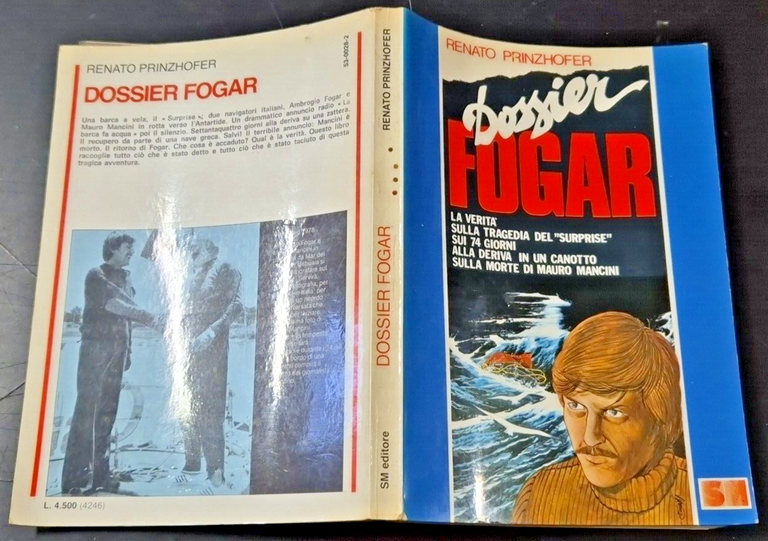 RENATO PRINZHOFER
DOSSIER FOGAR
Una barca a vela, il «Surprise»; due navigatori italiani, Ambrogio Fogar e
Mauro Mancini in rotta verso l'Antartide. Un drammatico annuncio radio «La
barca fa acqua» poi il silenzio. Settantaquattro giorni alla deriva su una zattera.
Il recupero da parte di una nave greca. Salvi! Il terribile annuncio: Mancini è
morto. Il ritorno di Fogar. Che cosa è accaduto? Qual è la verità. Questo libro
raccoglie tutto ciò che è stato detto e tutto ciò che è stato taciuto di questa
tragica avventura.
53-0028-2
L. 4.500 (4246)
RENATO PRINZHOFER
DOSSIER FOGAR
SM editore
RENATO PRINZHOFER
Dossier
FOGAR
LA VERITÀ
SULLA TRAGEDIA DEL "SURPRISE"
SUI 74 GIORNI
ALLA DERIVA IN UN CANOTTO
SULLA MORTE DI MAURO MANCINI
SM